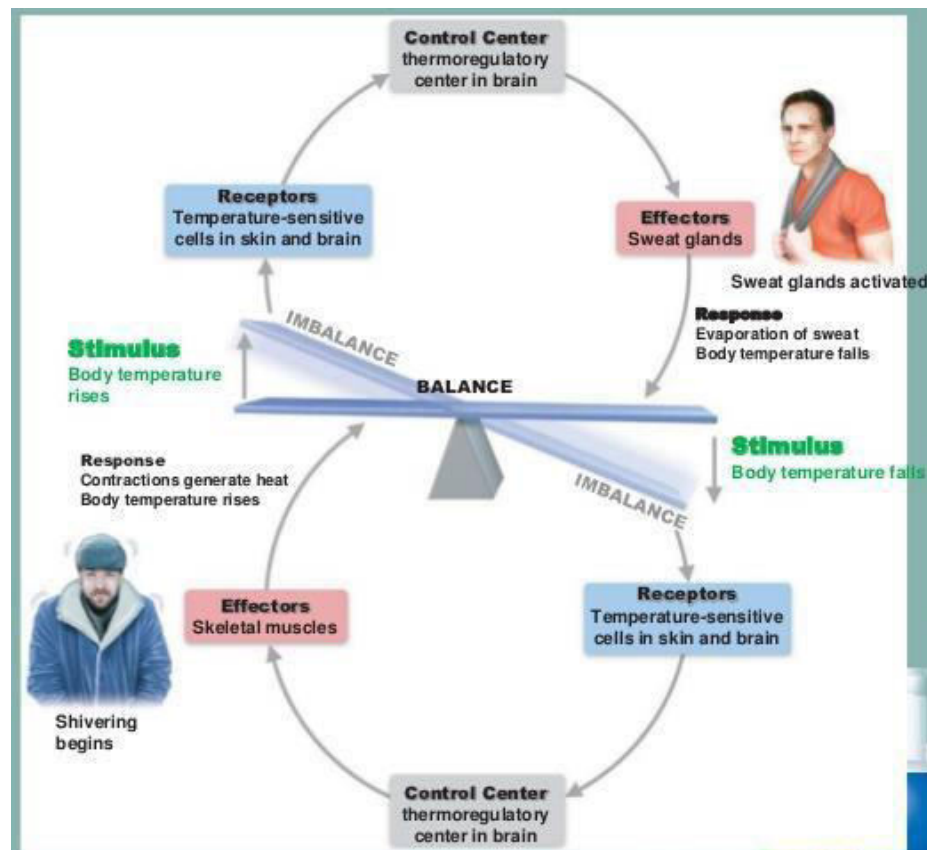 Control Center
thermoregulatory
center in brain
Receptors
Temperature-sensitive
cells in skin and brain
Effectors
Sweat glands
Sweat glands activated
Response
Evaporation of sweat
Body temperature falls
IMBALANCE
Stimulus
Body temperature
rises
BALANCE
Stimulus
Body temperature falls
IMBALANCE
Response
Contractions generate heat
Body temperature rises
Effectors
Skeletal muscles
Receptors
Temperature-sensitive
cells in skin and brain
Shivering
begins
Control Center
thermoregulatory
center in brain